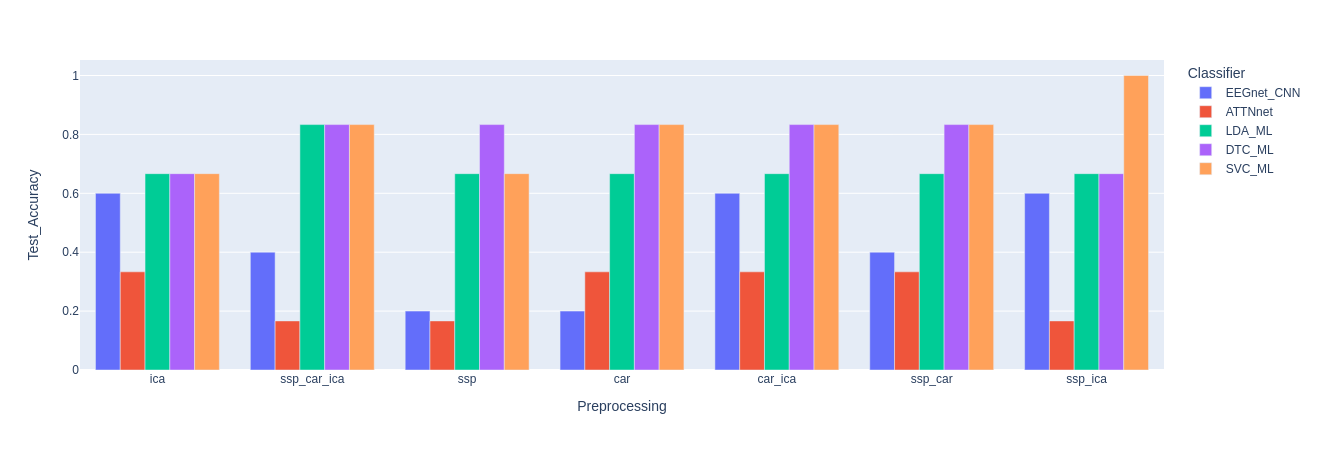 Test_Accuracy
1
0.8
0.6
0.4
0.2
0
ica ssp_car_ica ssp car car_ica ssp_car ssp_ica
Preprocessing
Classifier
EEGnet_CNN
ATTNnet
LDA_ML
DTC_ML
SVC_ML